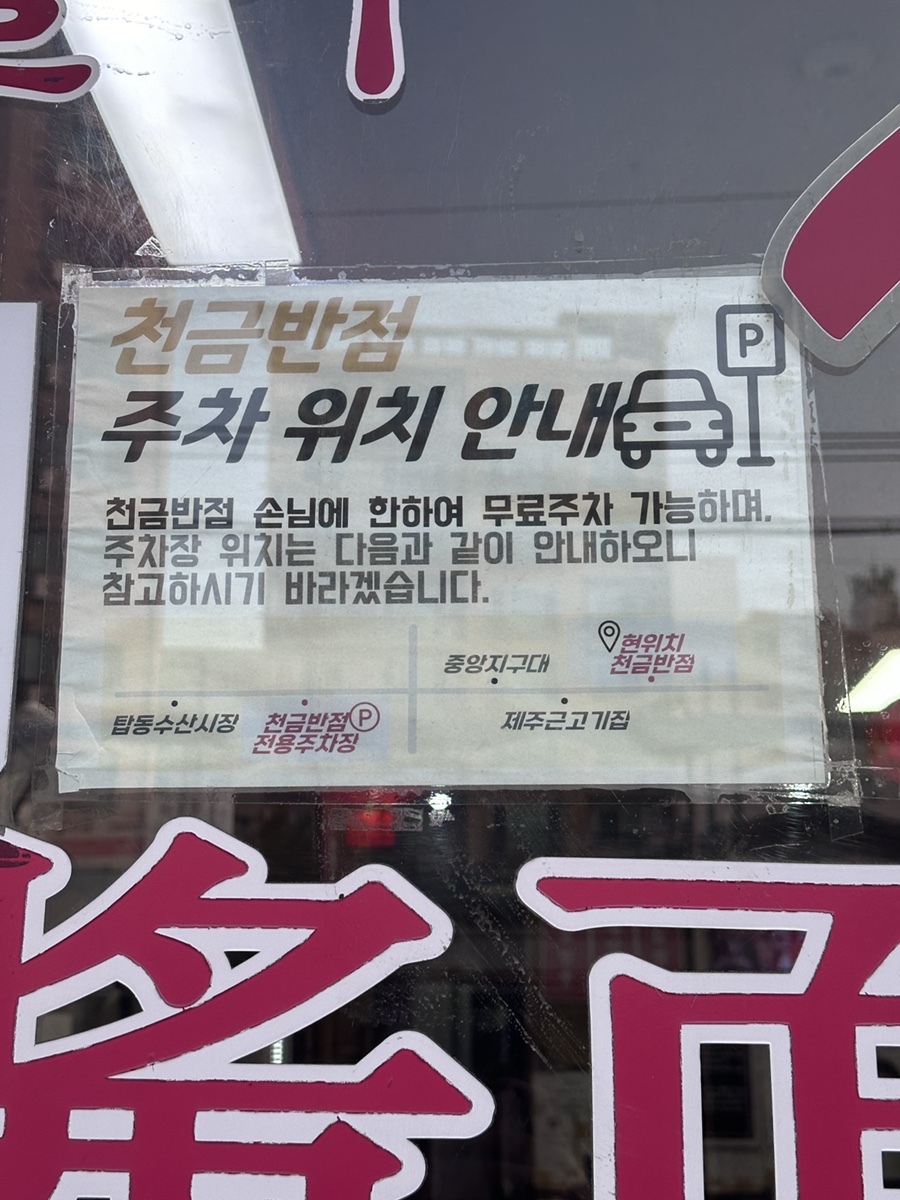 천금반점
주차 위치 안내
P
천금반점 손님에 한하여 무료주차 가능하며,
주차장 위치는 다음과 같이 안내하오니
참고하시기 바라겠습니다.
중앙지구대
현위치
천금반점
탑동수산시장
천금반점 P
전용주차장
제주근고기집